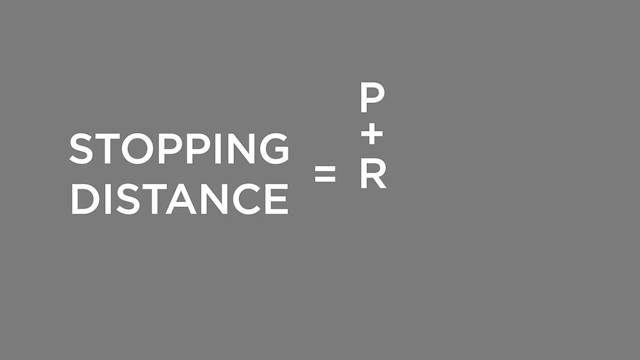 STOPPING
DISTANCE
=
P
+
R